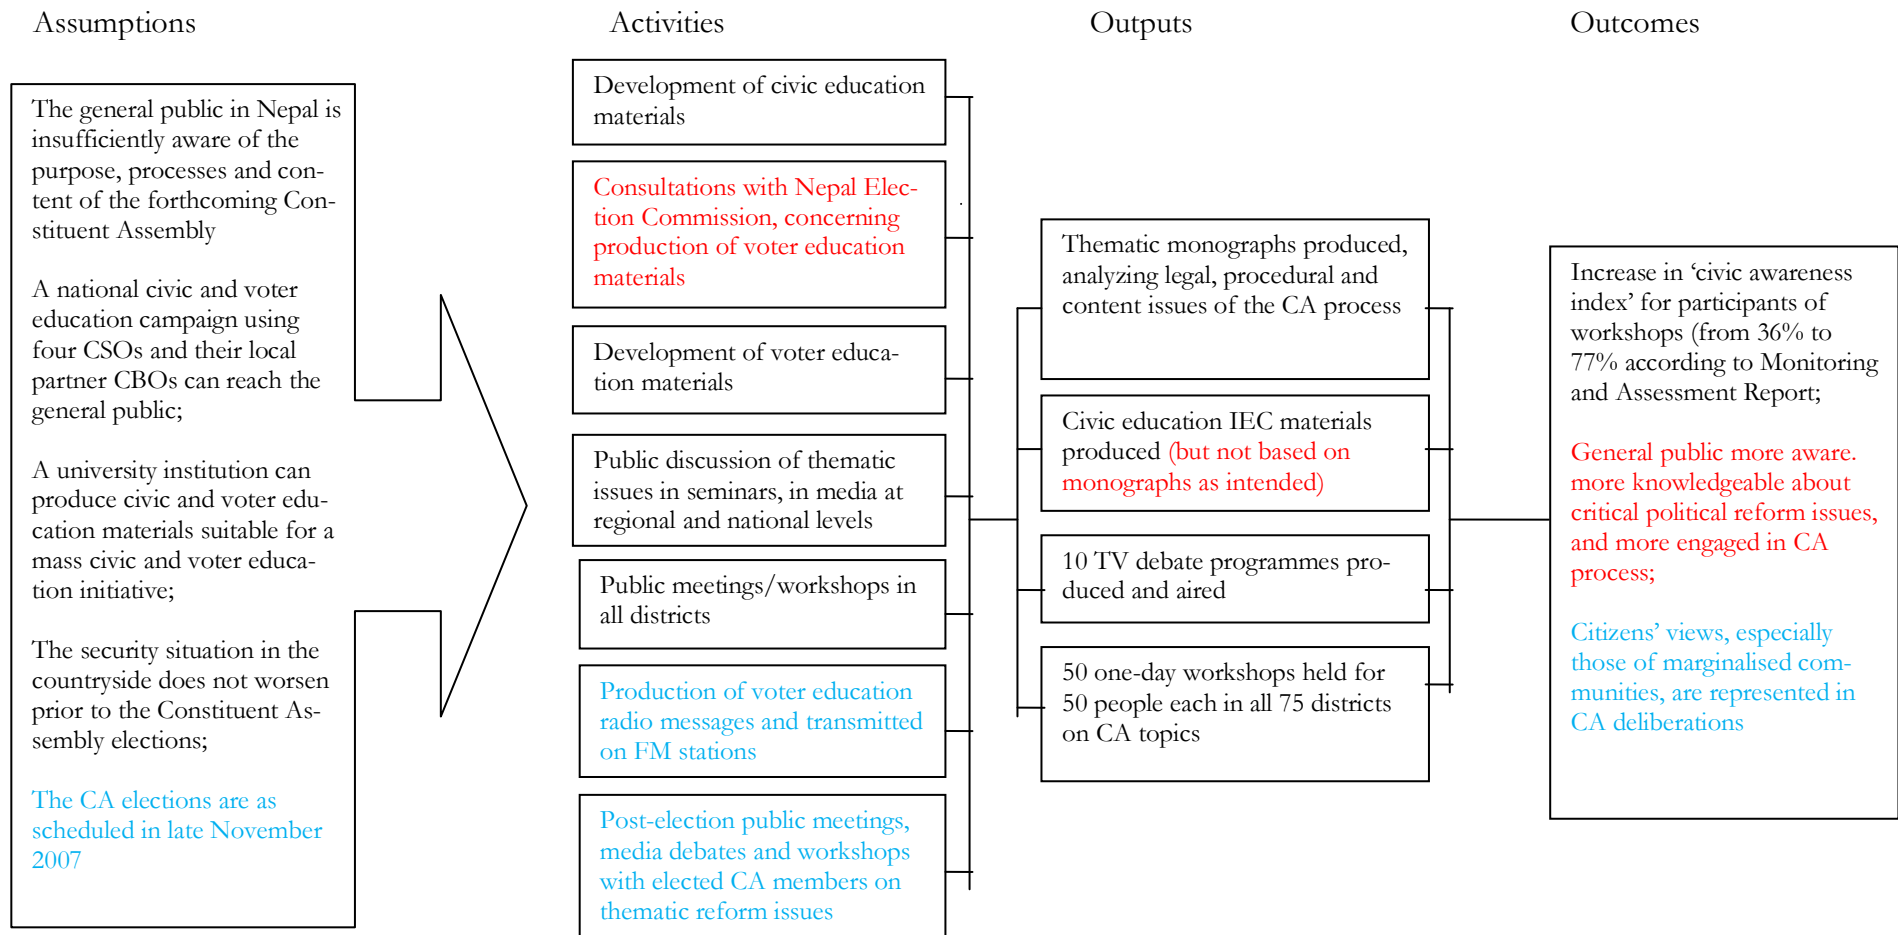 Assumptions
Activities
Outputs
Outcomes
The general public in Nepal is
insufficiently aware of the
purpose, processes and con-
tent of the forthcoming Con-
stituent Assembly
A national civic and voter
education campaign using
four CSOs and their local
partner CBOs can reach the
general public;
A university institution can
produce civic and voter edu-
cation materials suitable for a
mass civic and voter educa-
tion initiative;
The security situation in the
countryside does not worsen
prior to the Constituent As-
sembly elections;
The CA elections are as
scheduled in late November
2007
Development of civic education
materials
Consultations with Nepal Elec-
tion Commission, concerning
production of voter education
materials
Development of voter educa-
tion materials
Public discussion of thematic
issues in seminars, in media at
regional and national levels
Public meetings/workshops in
all districts
Production of voter education
radio messages and transmitted
on FM stations
Post-election public meetings,
media debates and workshops
with elected CA members on
thematic reform issues
Thematic monographs produced,
analyzing legal, procedural and
content issues of the CA process
Civic education IEC materials
produced (but not based on
monographs as intended)
10 TV debate programmes pro-
duced and aired
50 one-day workshops held for
50 people each in all 75 districts
on CA topics
Increase in ‘civic awareness
index’ for participants of
workshops (from 36% to
77% according to Monitoring
and Assessment Report;
General public more aware.
more knowledgeable about
critical political reform issues,
and more engaged in CA
process;
Citizens’ views, especially
those of marginalised com-
munities, are represented in
CA deliberations